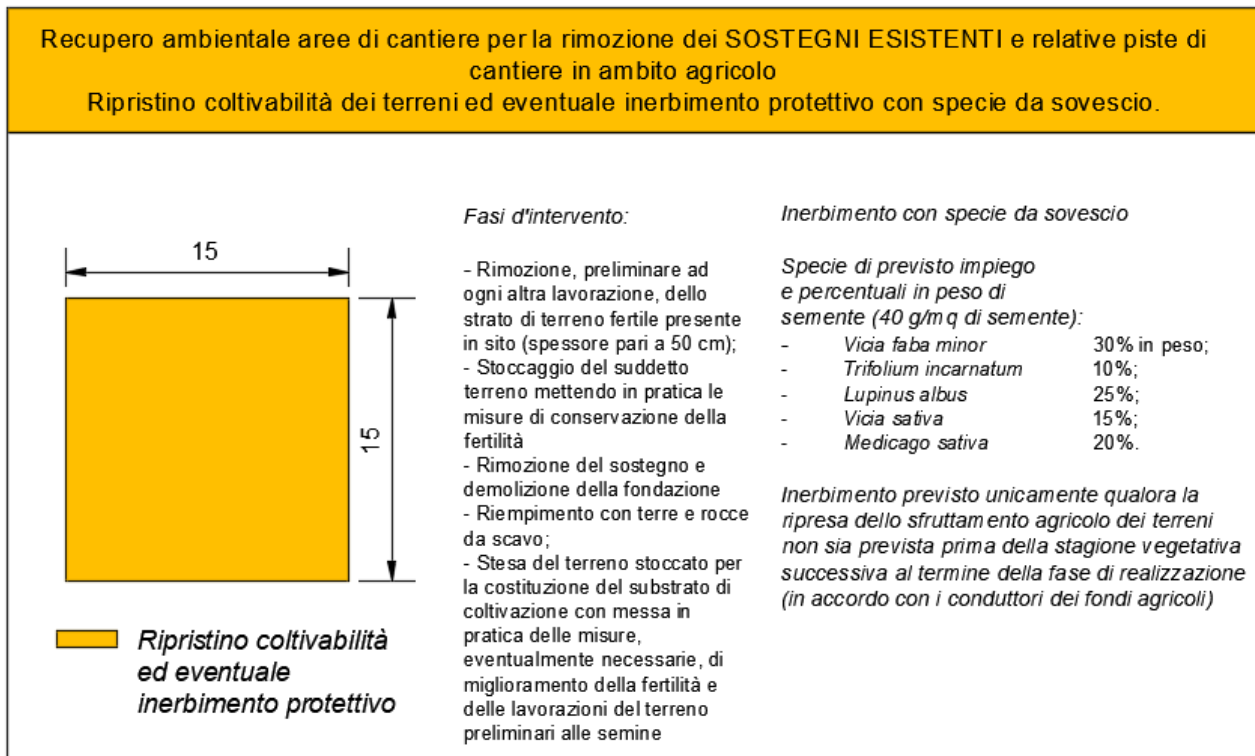 Recupero ambientale aree di cantiere per la rimozione dei SOSTEGNI ESISTENTI e relative piste di
cantiere in ambito agricolo
Ripristino coltivabilità dei terreni ed eventuale inerbimento protettivo con specie da sovescio.
15
15
Ripristino coltivabilità
ed eventuale
inerbimento protettivo
Fasi d'intervento:
- Rimozione, preliminare ad
ogni altra lavorazione, dello
strato di terreno fertile presente
in sito (spessore pari a 50 cm);
- Stoccaggio del suddetto
terreno mettendo in pratica le
misure di conservazione della
fertilità
- Rimozione del sostegno e
demolizione della fondazione
- Riempimento con terre e rocce
da scavo;
- Stesa del terreno stoccato per
la costituzione del substrato di
coltivazione con messa in
pratica delle misure,
eventualmente necessarie, di
miglioramento della fertilità e
delle lavorazioni del terreno
preliminari alle semine
Inerbimento con specie da sovescio
Specie di previsto impiego
e percentuali in peso di
semente (40 g/mq di semente):
- Vicia faba minor 30% in peso;
- Trifolium incarnatum 10%;
- Lupinus albus 25%;
- Vicia sativa 15%;
- Medicago sativa 20%.
Inerbimento previsto unicamente qualora la
ripresa dello sfruttamento agricolo dei terreni
non sia prevista prima della stagione vegetativa
successiva al termine della fase di realizzazione
(in accordo con i conduttori dei fondi agricoli)